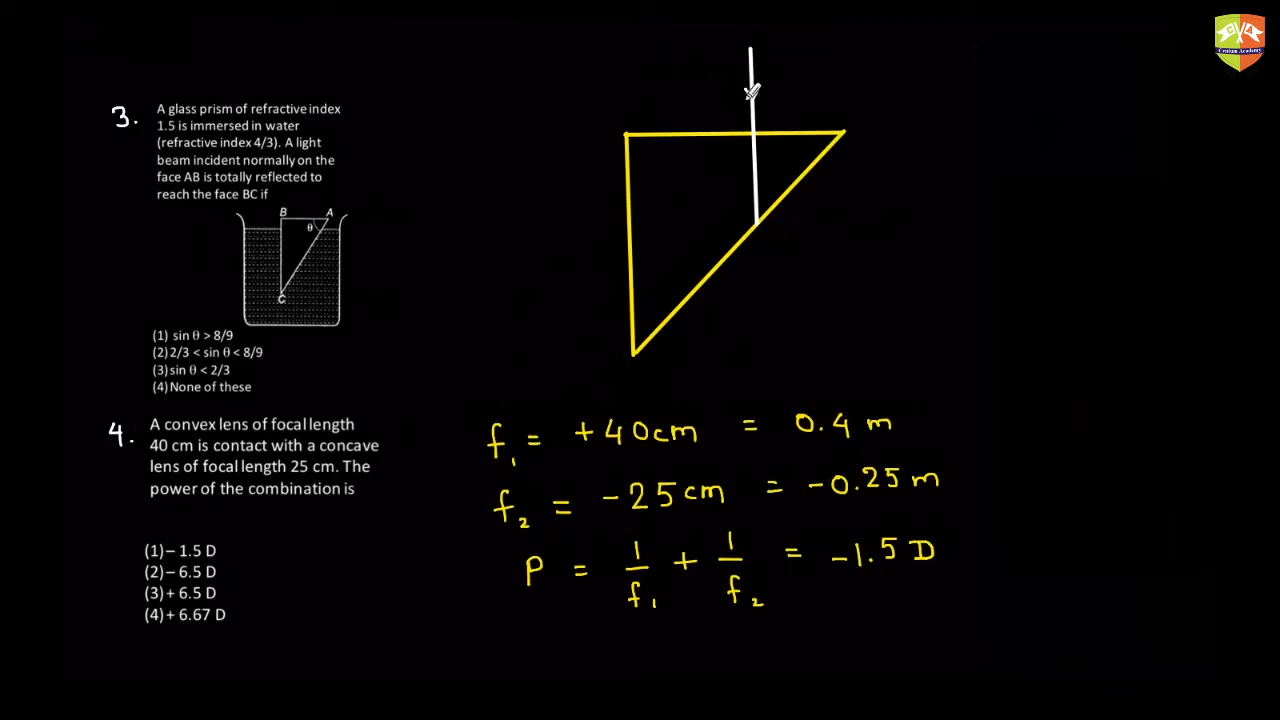 Centum Academy
3.
A glass prism of refractive index
1.5 is immersed in water
(refractive index 4/3). A light
beam incident normally on the
face AB is totally reflected to
reach the face BC if
B A
θ
C
(1) sin θ > 8/9
(2) 2/3 < sin θ < 8/9
(3) sin θ < 2/3
(4) None of these
4.
A convex lens of focal length
40 cm is contact with a concave
lens of focal length 25 cm. The
power of the combination is
(1) – 1.5 D
(2) – 6.5 D
(3) + 6.5 D
(4) + 6.67 D
f₁ = +40cm = 0.4 m
f₂ = -25cm = -0.25 m
P = 1/f₁ + 1/f₂ = -1.5 D